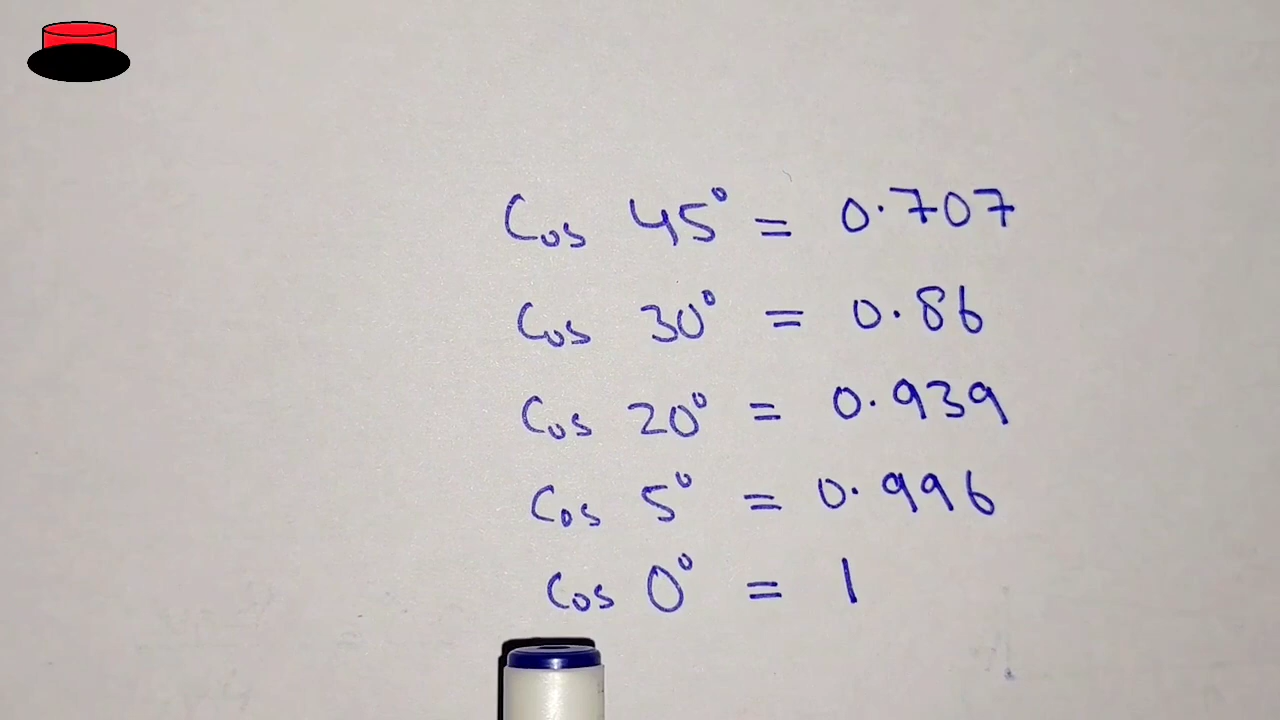 Cos 45° = 0.707
Cos 30° = 0.86
Cos 20° = 0.939
Cos 5° = 0.996
Cos 0° = 1